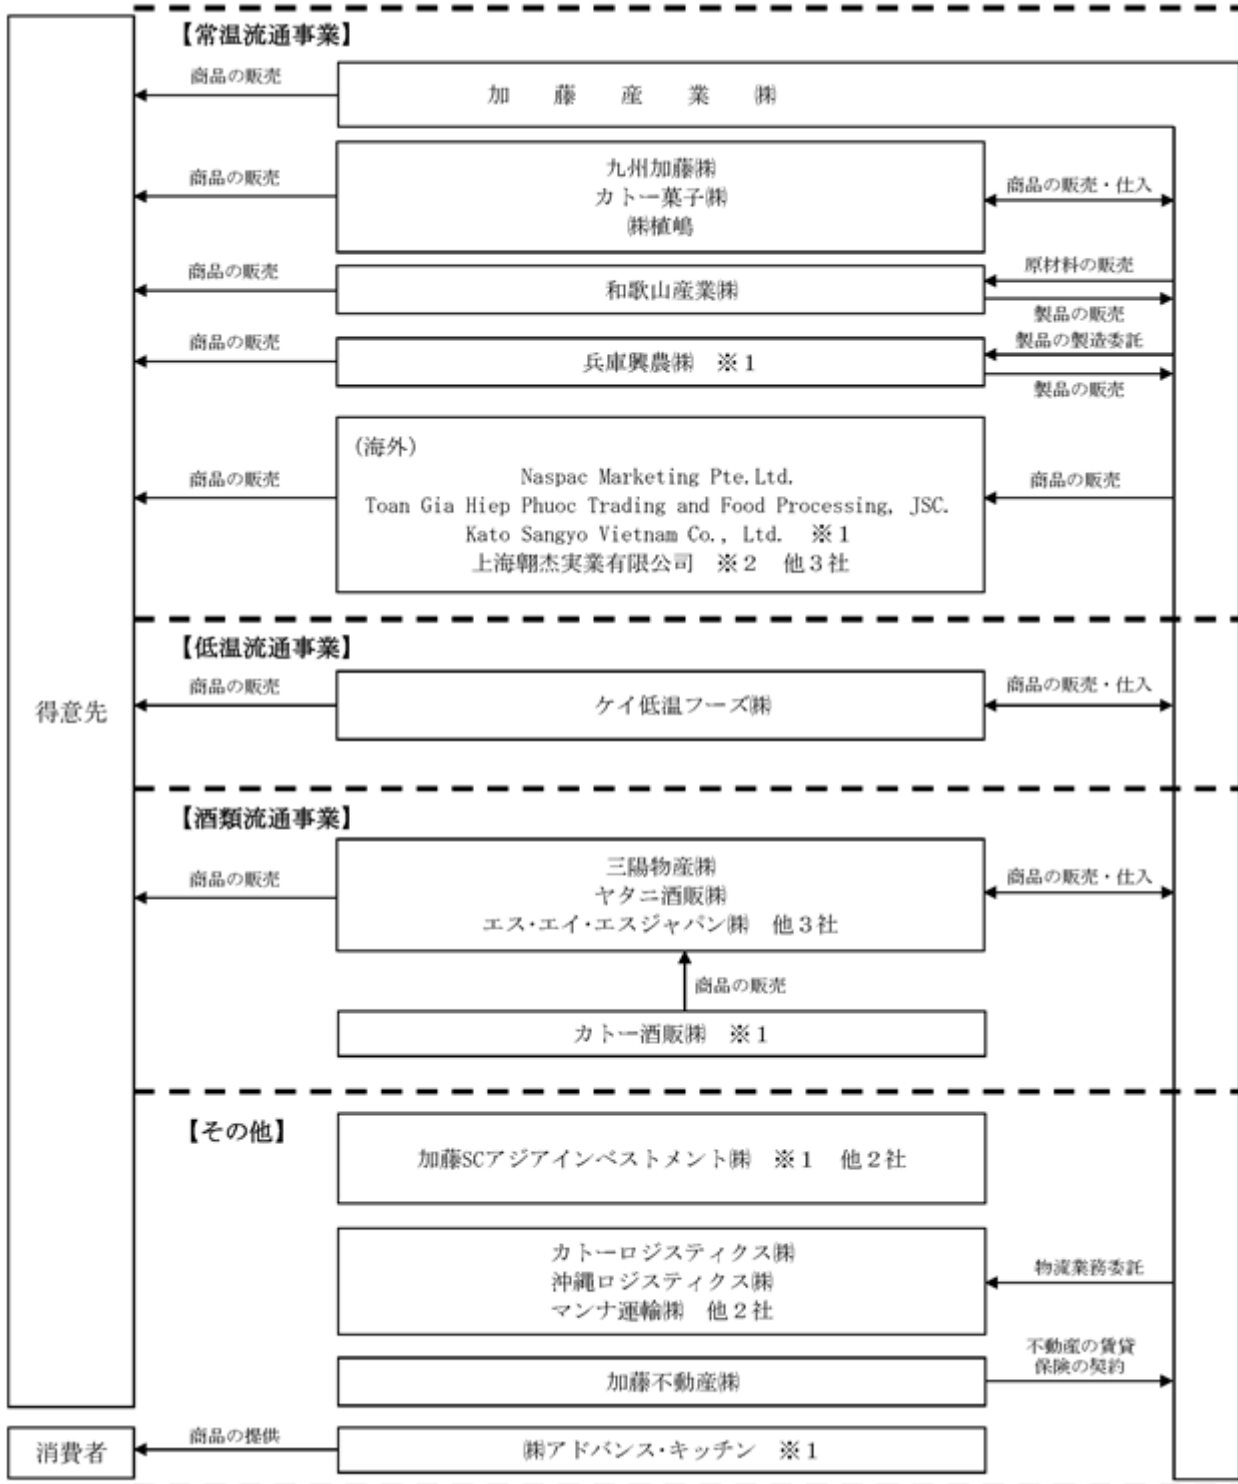 【常温流通事業】
商品の販売
加藤産業㈱
商品の販売
九州加藤㈱
カトー菓子㈱
㈱植嶋
商品の販売・仕入
商品の販売
和歌山産業㈱
原材料の販売
製品の販売
商品の販売
兵庫興農㈱　※１
製品の製造委託
製品の販売
商品の販売
(海外)
Naspac Marketing Pte.Ltd.
Toan Gia Hiep Phuoc Trading and Food Processing, JSC.
Kato Sangyo Vietnam Co., Ltd.　※１
上海翺杰実業有限公司　※２　他３社
商品の販売
得意先
【低温流通事業】
商品の販売
ケイ低温フーズ㈱
商品の販売・仕入
【酒類流通事業】
商品の販売
三陽物産㈱
ヤタニ酒販㈱
エス・エイ・エスジャパン㈱　他３社
商品の販売・仕入
商品の販売
カトー酒販㈱　※１
【その他】
加藤SCアジアインベストメント㈱　※１　他２社
カトーロジスティクス㈱
沖縄ロジスティクス㈱
マンナ運輸㈱　他２社
物流業務委託
加藤不動産㈱
不動産の賃貸
保険の契約
消費者
商品の提供
㈱アドバンス・キッチン　※１